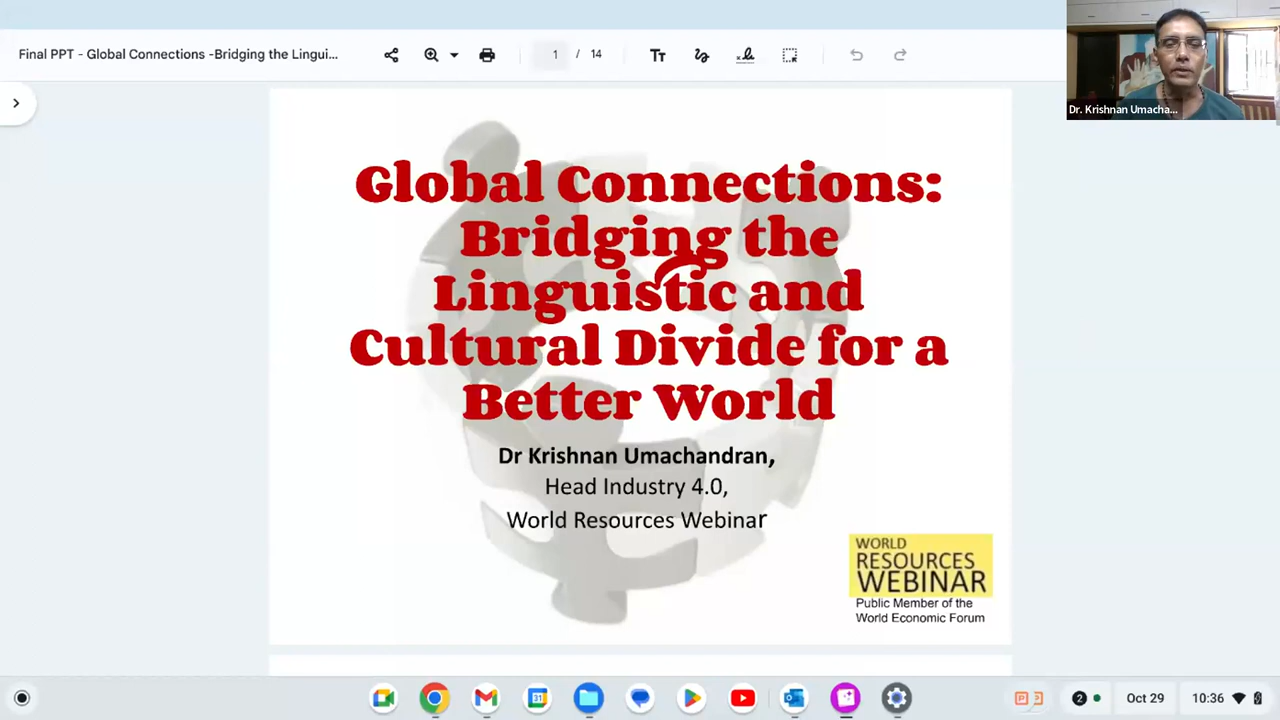 Final PPT - Global Connections -Bridging the Lingui...
1 / 14
Dr. Krishnan Umacha...
Global Connections:
Bridging the
Linguistic and
Cultural Divide for a
Better World
Dr Krishnan Umachandran,
Head Industry 4.0,
World Resources Webinar
WORLD
RESOURCES
WEBINAR
Public Member of the
World Economic Forum
31
2
Oct 29
10:36